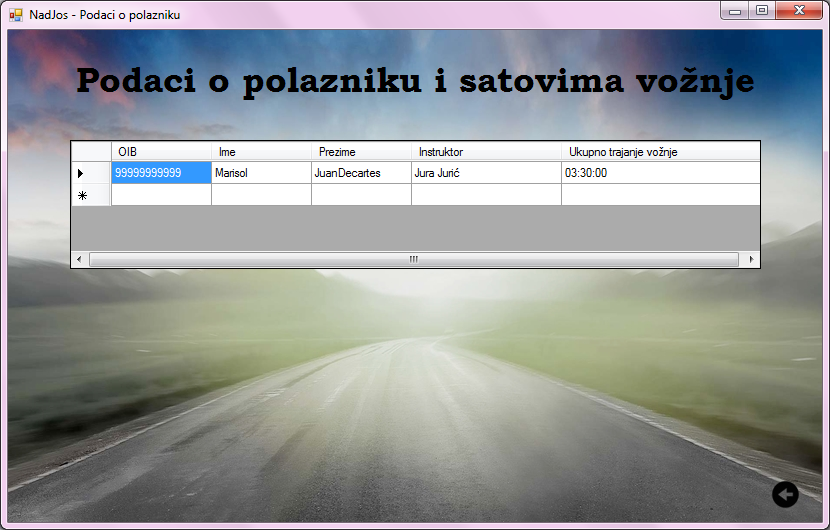 NadJos - Podaci o polazniku
Podaci o polazniku i satovima vožnje
OIB Ime Prezime Instruktor Ukupno trajanje vožnje
99999999999 Marisol JuanDecartes Jura Jurić 03:30:00